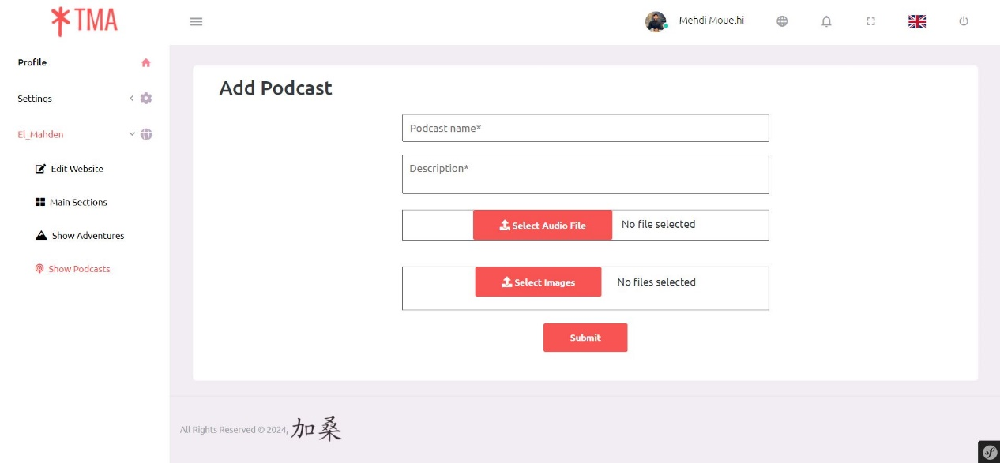 TMA
Mehdi Mouelhi
Profile
Settings
El_Mahden
Edit Website
Main Sections
Show Adventures
Show Podcasts
Add Podcast
Podcast name*
Description*
Select Audio File No file selected
Select Images No files selected
Submit
All Rights Reserved © 2024, 加桑
sf